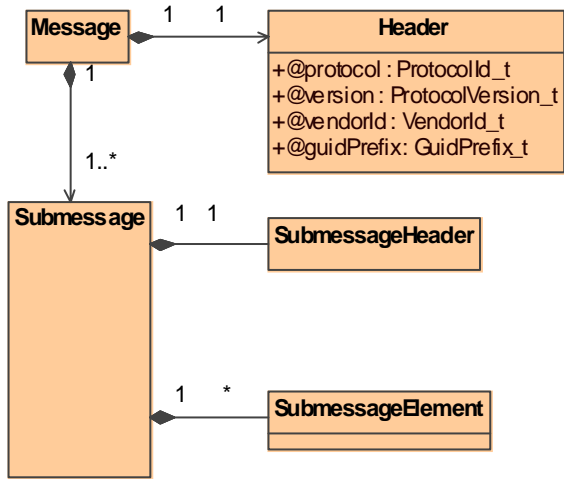 Message
1 1
Header
+@protocol : ProtocolId_t
+@version : ProtocolVersion_t
+@vendorId : VendorId_t
+@guidPrefix: GuidPrefix_t
1
1..*
Submessage
1 1
SubmessageHeader
1 *
SubmessageElement